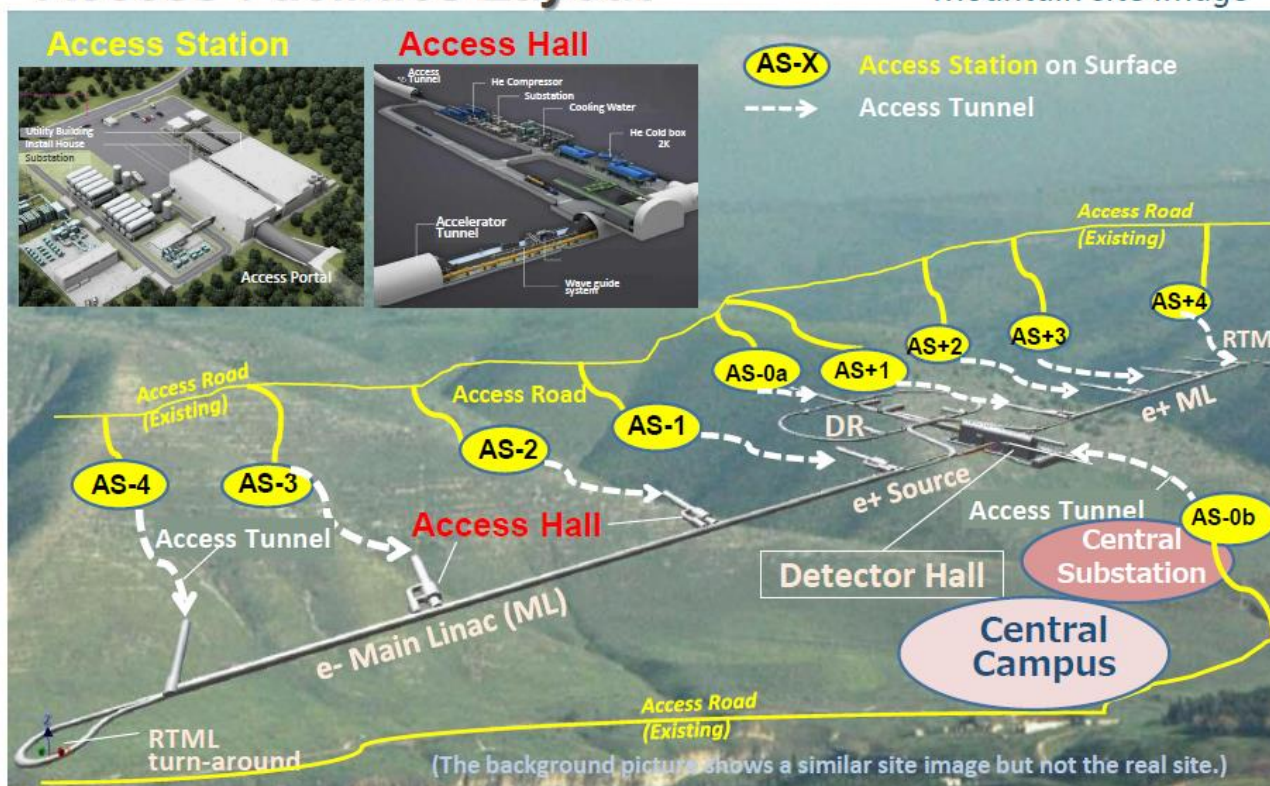 Mountain Site Image
Access Station
Access Hall
AS-X
Access Station on Surface
Access Tunnel
Utility Building
Install House
Substation
Access Portal
Access
Tunnel
He Compressor
Substation
Cooling Water
He Cold box
2K
Accelerator
Tunnel
Wave guide
system
Access Road
(Existing)
AS+4
AS+3
AS+2
AS+1
AS-0a
RTM
Access Road
(Existing)
Access Road
AS-1
DR
e+ ML
AS-2
AS-3
AS-4
e+ Source
Access Tunnel
AS-0b
Access Hall
Access Tunnel
Central
Substation
Detector Hall
Central
Campus
e- Main Linac (ML)
Access Road
(Existing)
Z
RTML
turn-around
(The background picture shows a similar site image but not the real site.)